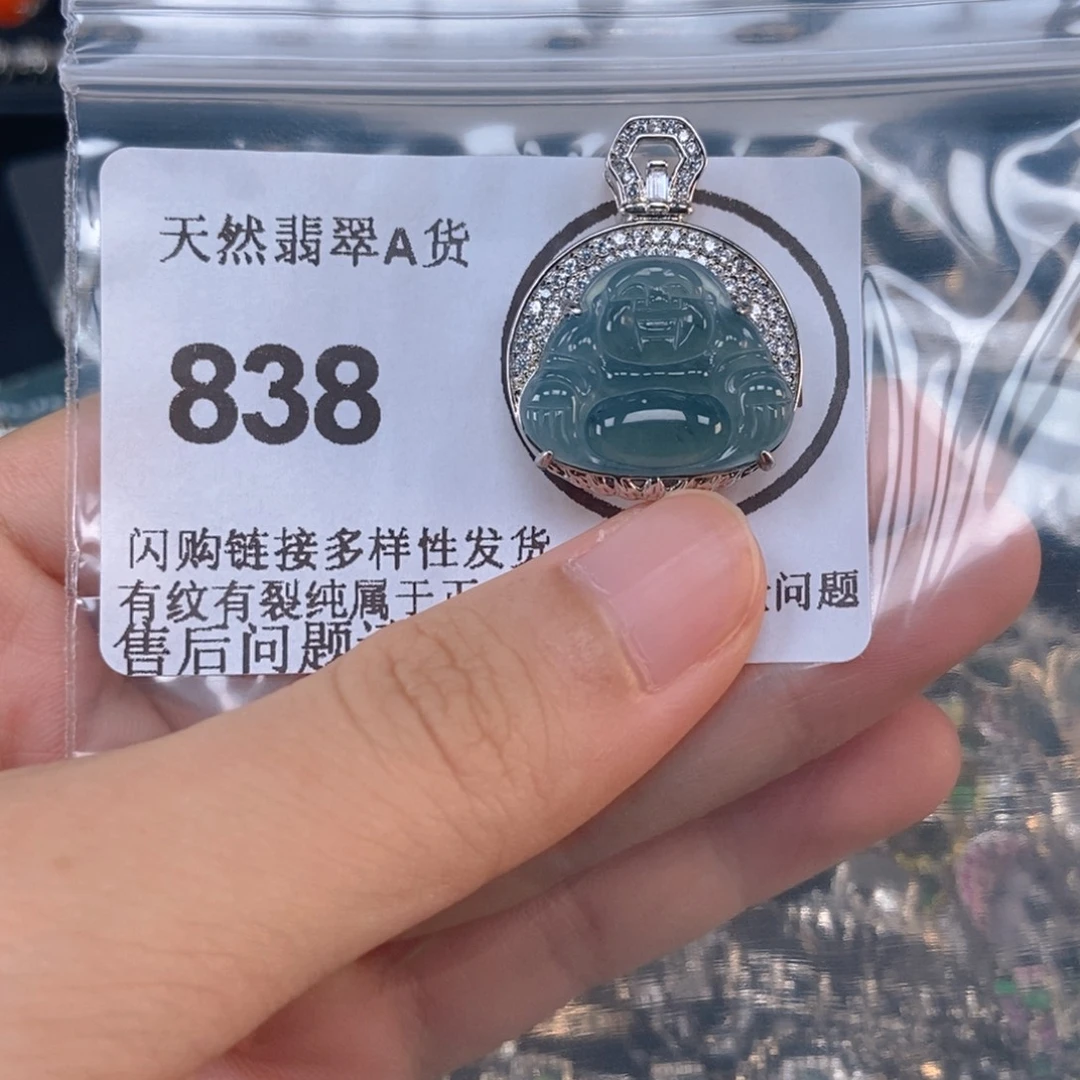 天然翡翠A货
838
闪购链接多样性发货
有纹有裂纯属于 问题
售后问题